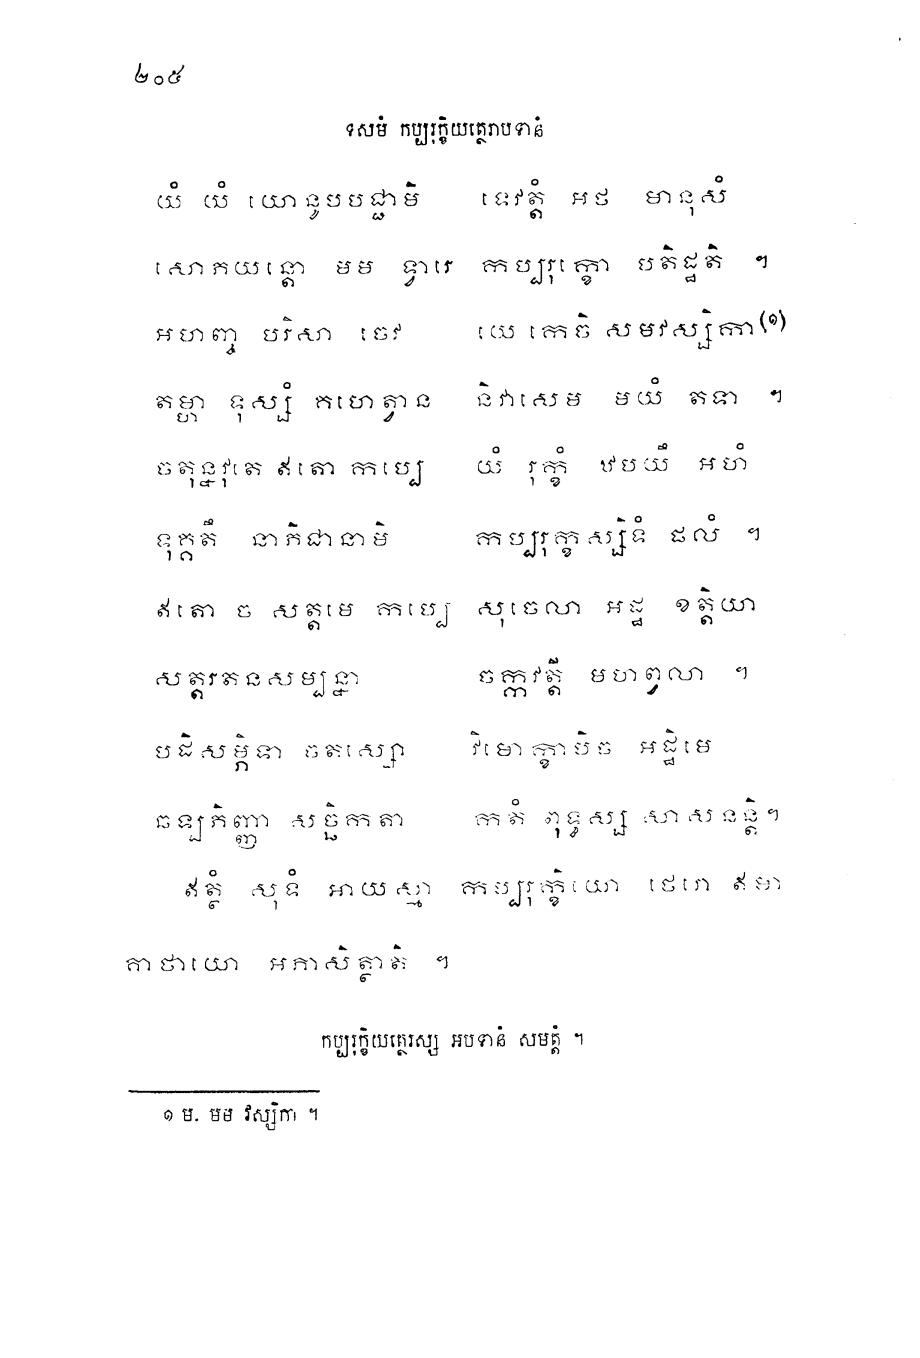 ២០៥
ទសមំ កប្បរុក្ខិយត្ថេរាបទានំ
យំ យំ យោនូបបជ្ជាមិ ទេវត្តំ អថ មានុសំ
សោភយន្តោ មម ទ្វារេ កប្បរុក្ខោ បតិដ្ឋតិ ។
អហញ្ច បរិសា ចេវ យេ កេចិ សមវស្សិកា(១)
តម្ហា ទុស្សំ គហេត្វាន និវាសេម មយំ តទា ។
ចតុន្នវុតេ ឥតោ កប្បេ យំ រុក្ខំ ឋបយឹ អហំ
ទុគ្គតឹ នាភិជានាមិ កប្បរុក្ខស្សិទំ ផលំ ។
ឥតោ ច សត្តមេ កប្បេ សុចេលា អដ្ឋ ខត្តិយា
សត្តរតនសម្បន្នា ចក្កវត្តី មហព្វលា ។
បដិសម្ភិទា ចតស្សោ វិមោក្ខាបិច អដ្ឋិមេ
ឆឡភិញ្ញា សច្ឆិកតា កតំ ពុទ្ធស្ស សាសនន្តិ។
ឥត្ថំ សុទំ អាយស្មា កប្បរុក្ខិយោ ថេរោ ឥមា
គាថាយោ អភាសិត្ថាតិ ។
កប្បរុក្ខិយត្ថេរស្ស អបទានំ សមត្តំ ។
១ ម. មម វស្សិកា ។